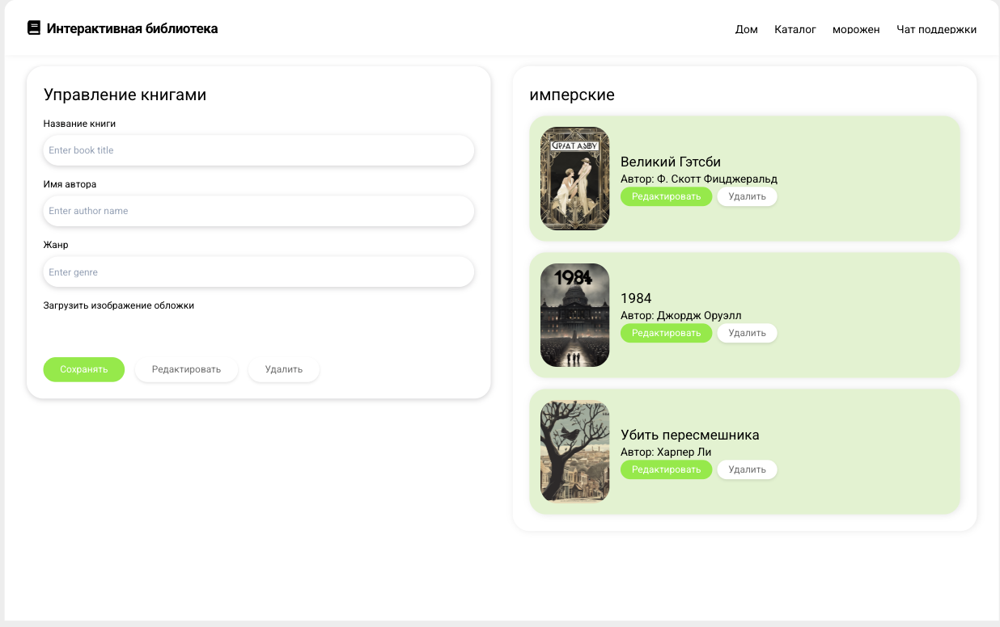 Интерактивная библиотека
Дом
Каталог
морожен
Чат поддержки
Управление книгами
Название книги
Enter book title
Имя автора
Enter author name
Жанр
Enter genre
Загрузить изображение обложки
Сохранять
Редактировать
Удалить
имперские
Великий Гэтсби
Автор: Ф. Скотт Фицджеральд
Редактировать
Удалить
1984
1984
Автор: Джордж Оруэлл
Редактировать
Удалить
Убить пересмешника
Автор: Харпер Ли
Редактировать
Удалить